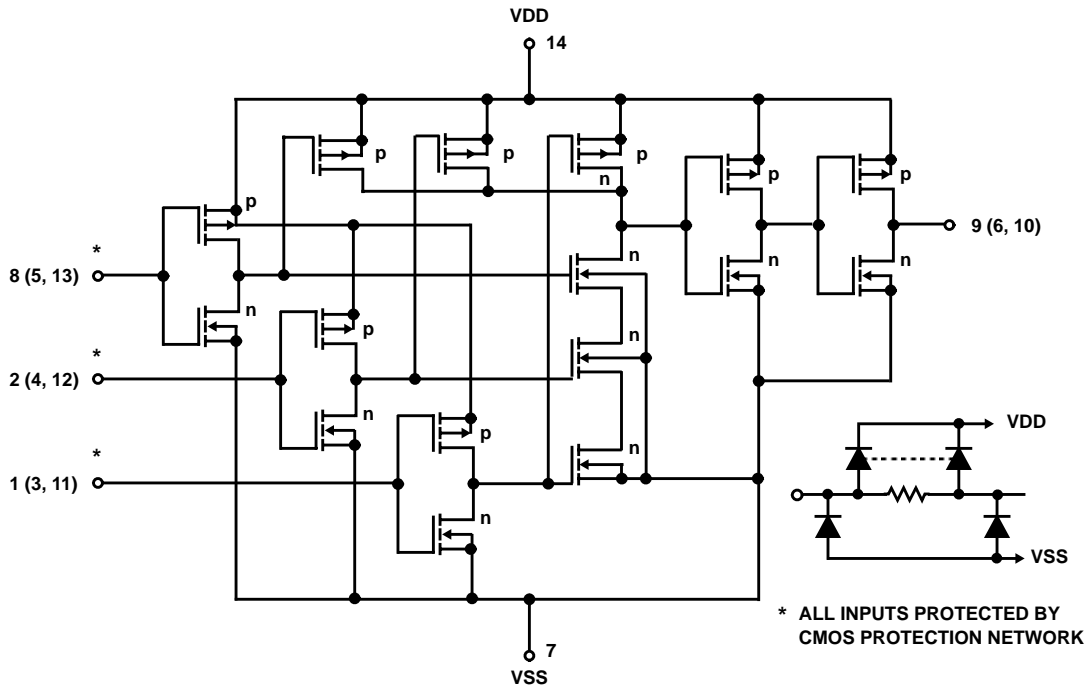 VDD
14
p
p
p
n
p
p
p
9 (6, 10)
*
8 (5, 13)
n
n
n
n
*
p
n
2 (4, 12)
n
p
n
*
1 (3, 11)
n
VDD
VSS
7
VSS
* ALL INPUTS PROTECTED BY
CMOS PROTECTION NETWORK